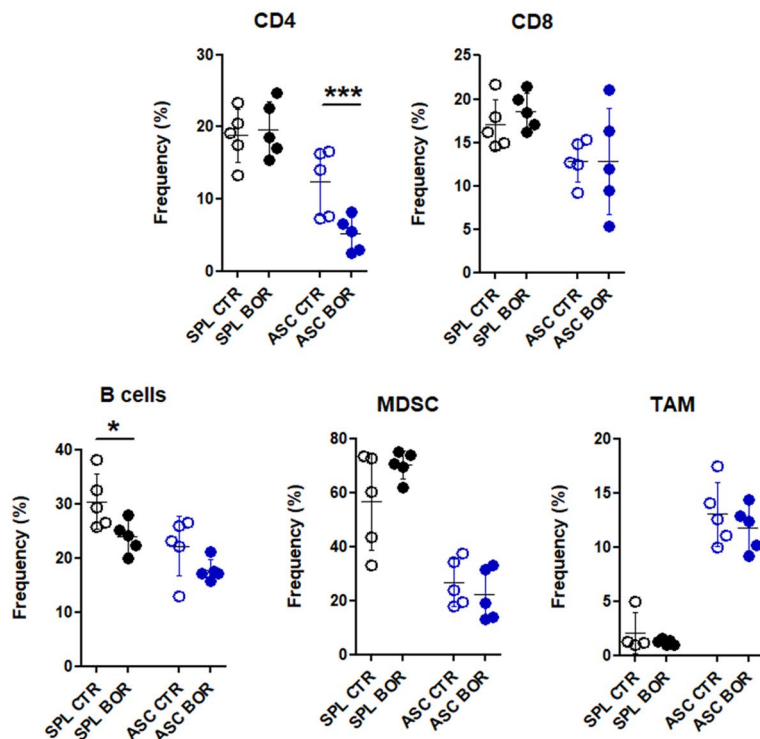 CD4
CD8
Frequency (%)
30
20
10
0
***
SPL CTR
SPL BOR
ASC CTR
ASC BOR
Frequency (%)
25
20
15
10
5
0
SPL CTR
SPL BOR
ASC CTR
ASC BOR
B cells
MDSC
TAM
Frequency (%)
40
30
20
10
0
*
SPL CTR
SPL BOR
ASC CTR
ASC BOR
Frequency (%)
80
60
40
20
0
SPL CTR
SPL BOR
ASC CTR
ASC BOR
Frequency (%)
20
15
10
5
0
SPL CTR
SPL BOR
ASC CTR
ASC BOR